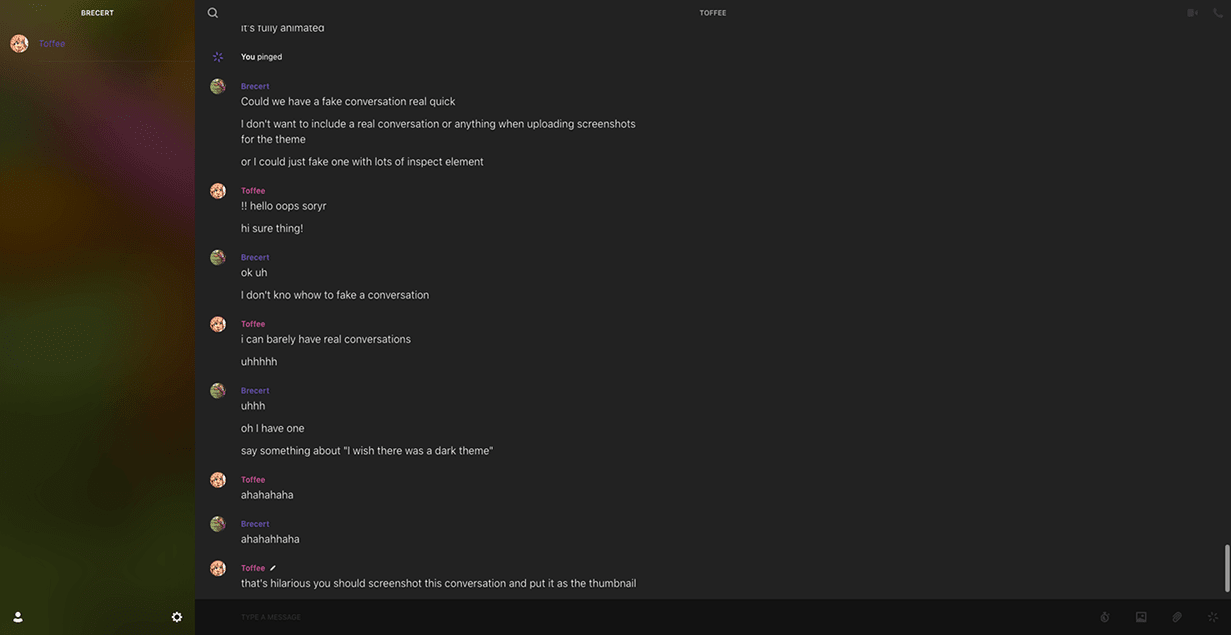 BRECERT
TOFFEE
Toffee
it's fully animated
You pinged
Brecert
Could we have a fake conversation real quick
I don't want to include a real conversation or anything when uploading screenshots
for the theme
or I could just fake one with lots of inspect element
Toffee
!! hello oops soryr
hi sure thing!
Brecert
ok uh
I don't kno whow to fake a conversation
Toffee
i can barely have real conversations
uhhhhh
Brecert
uhhh
oh I have one
say something about "I wish there was a dark theme"
Toffee
ahahahaha
Brecert
ahahahhaha
Toffee
that's hilarious you should screenshot this conversation and put it as the thumbnail
TYPE A MESSAGE